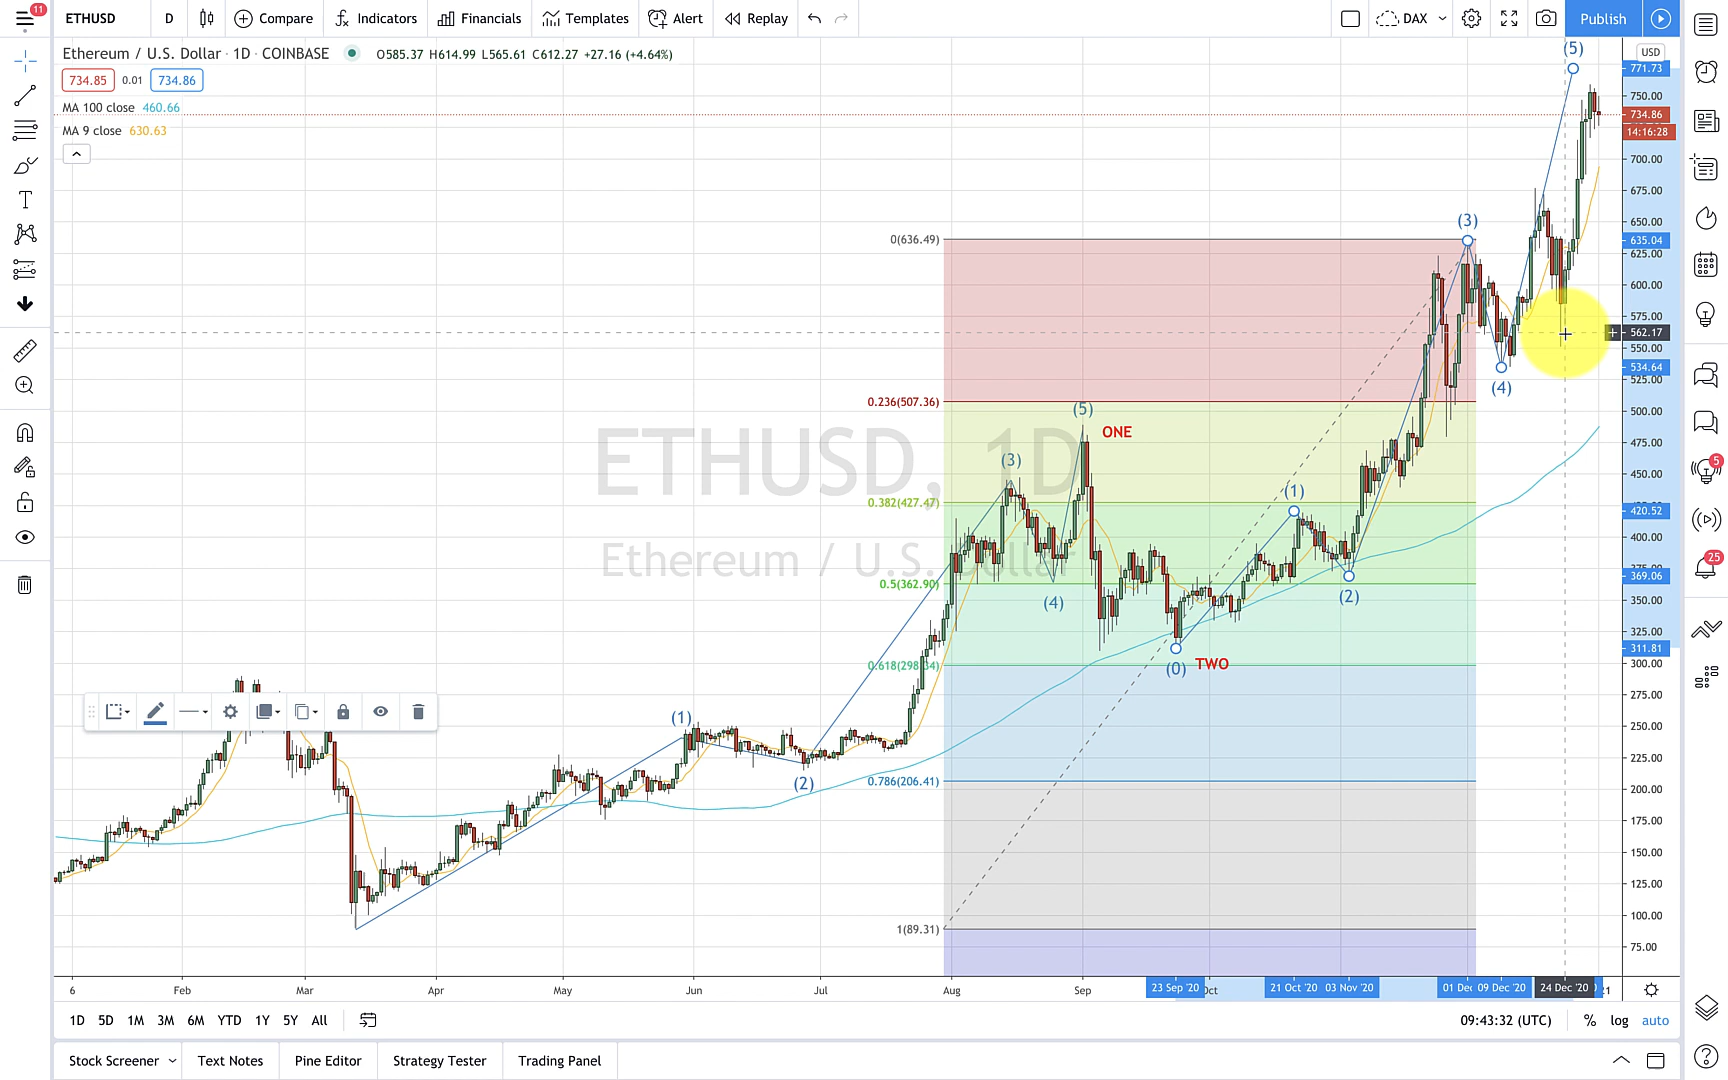 11
ETHUSD
D
Compare
Indicators
Financials
Templates
Alert
Replay
DAX
Publish
Ethereum / U.S. Dollar · 1D · COINBASE
O585.37 H614.99 L565.61 C612.27 +27.16 (+4.64%)
734.85 0.01 734.86
MA 100 close 460.66
MA 9 close 630.63
USD
(5)
771.73
750.00
734.86
14:16:28
700.00
675.00
650.00
(3)
635.04
0(636.49)
625.00
600.00
575.00
562.17
550.00
534.64
(4)
525.00
0.236(507.36)
500.00
(5)
ONE
475.00
(3)
450.00
ETHUSD, 1D
Ethereum / U.S. Dollar
(1)
0.382(427.47)
420.52
400.00
0.5(362.90)
369.06
(4)
(2)
350.00
325.00
311.81
(0)
TWO
300.00
275.00
250.00
(1)
225.00
(2)
0.786(206.41)
200.00
175.00
150.00
125.00
100.00
1(89.31)
75.00
5
25
6 Feb Mar Apr May Jun Jul Aug Sep 23 Sep '20 Oct 21 Oct '20 03 Nov '20 01 Dec 09 Dec '20 24 Dec '20
1D 5D 1M 3M 6M YTD 1Y 5Y All
09:43:32 (UTC) % log auto
Stock Screener
Text Notes
Pine Editor
Strategy Tester
Trading Panel